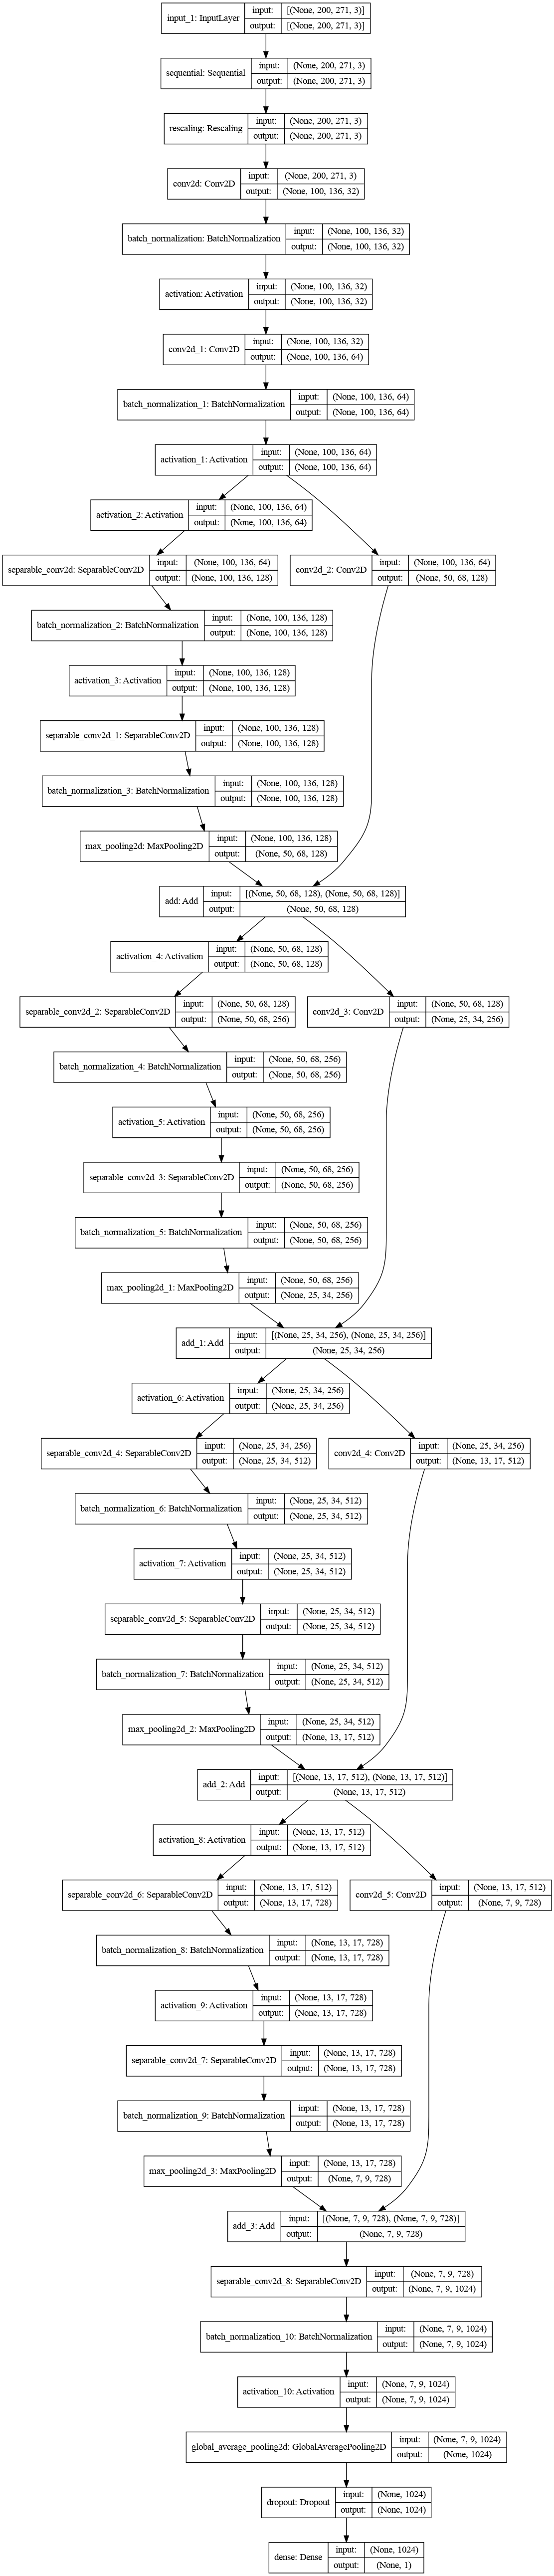 input_1: InputLayer input: [(None, 200, 271, 3)]
output: [(None, 200, 271, 3)]
sequential: Sequential input: (None, 200, 271, 3)
output: (None, 200, 271, 3)
rescaling: Rescaling input: (None, 200, 271, 3)
output: (None, 200, 271, 3)
conv2d: Conv2D input: (None, 200, 271, 3)
output: (None, 100, 136, 32)
batch_normalization: BatchNormalization input: (None, 100, 136, 32)
output: (None, 100, 136, 32)
activation: Activation input: (None, 100, 136, 32)
output: (None, 100, 136, 32)
conv2d_1: Conv2D input: (None, 100, 136, 32)
output: (None, 100, 136, 64)
batch_normalization_1: BatchNormalization input: (None, 100, 136, 64)
output: (None, 100, 136, 64)
activation_1: Activation input: (None, 100, 136, 64)
output: (None, 100, 136, 64)
activation_2: Activation input: (None, 100, 136, 64)
output: (None, 100, 136, 64)
separable_conv2d: SeparableConv2D input: (None, 100, 136, 64)
output: (None, 100, 136, 128)
conv2d_2: Conv2D input: (None, 100, 136, 64)
output: (None, 50, 68, 128)
batch_normalization_2: BatchNormalization input: (None, 100, 136, 128)
output: (None, 100, 136, 128)
activation_3: Activation input: (None, 100, 136, 128)
output: (None, 100, 136, 128)
separable_conv2d_1: SeparableConv2D input: (None, 100, 136, 128)
output: (None, 100, 136, 128)
batch_normalization_3: BatchNormalization input: (None, 100, 136, 128)
output: (None, 100, 136, 128)
max_pooling2d: MaxPooling2D input: (None, 100, 136, 128)
output: (None, 50, 68, 128)
add: Add input: [(None, 50, 68, 128), (None, 50, 68, 128)]
output: (None, 50, 68, 128)
activation_4: Activation input: (None, 50, 68, 128)
output: (None, 50, 68, 128)
separable_conv2d_2: SeparableConv2D input: (None, 50, 68, 128)
output: (None, 50, 68, 256)
conv2d_3: Conv2D input: (None, 50, 68, 128)
output: (None, 25, 34, 256)
batch_normalization_4: BatchNormalization input: (None, 50, 68, 256)
output: (None, 50, 68, 256)
activation_5: Activation input: (None, 50, 68, 256)
output: (None, 50, 68, 256)
separable_conv2d_3: SeparableConv2D input: (None, 50, 68, 256)
output: (None, 50, 68, 256)
batch_normalization_5: BatchNormalization input: (None, 50, 68, 256)
output: (None, 50, 68, 256)
max_pooling2d_1: MaxPooling2D input: (None, 50, 68, 256)
output: (None, 25, 34, 256)
add_1: Add input: [(None, 25, 34, 256), (None, 25, 34, 256)]
output: (None, 25, 34, 256)
activation_6: Activation input: (None, 25, 34, 256)
output: (None, 25, 34, 256)
separable_conv2d_4: SeparableConv2D input: (None, 25, 34, 256)
output: (None, 25, 34, 512)
conv2d_4: Conv2D input: (None, 25, 34, 256)
output: (None, 13, 17, 512)
batch_normalization_6: BatchNormalization input: (None, 25, 34, 512)
output: (None, 25, 34, 512)
activation_7: Activation input: (None, 25, 34, 512)
output: (None, 25, 34, 512)
separable_conv2d_5: SeparableConv2D input: (None, 25, 34, 512)
output: (None, 25, 34, 512)
batch_normalization_7: BatchNormalization input: (None, 25, 34, 512)
output: (None, 25, 34, 512)
max_pooling2d_2: MaxPooling2D input: (None, 25, 34, 512)
output: (None, 13, 17, 512)
add_2: Add input: [(None, 13, 17, 512), (None, 13, 17, 512)]
output: (None, 13, 17, 512)
activation_8: Activation input: (None, 13, 17, 512)
output: (None, 13, 17, 512)
separable_conv2d_6: SeparableConv2D input: (None, 13, 17, 512)
output: (None, 13, 17, 728)
conv2d_5: Conv2D input: (None, 13, 17, 512)
output: (None, 7, 9, 728)
batch_normalization_8: BatchNormalization input: (None, 13, 17, 728)
output: (None, 13, 17, 728)
activation_9: Activation input: (None, 13, 17, 728)
output: (None, 13, 17, 728)
separable_conv2d_7: SeparableConv2D input: (None, 13, 17, 728)
output: (None, 13, 17, 728)
batch_normalization_9: BatchNormalization input: (None, 13, 17, 728)
output: (None, 13, 17, 728)
max_pooling2d_3: MaxPooling2D input: (None, 13, 17, 728)
output: (None, 7, 9, 728)
add_3: Add input: [(None, 7, 9, 728), (None, 7, 9, 728)]
output: (None, 7, 9, 728)
separable_conv2d_8: SeparableConv2D input: (None, 7, 9, 728)
output: (None, 7, 9, 1024)
batch_normalization_10: BatchNormalization input: (None, 7, 9, 1024)
output: (None, 7, 9, 1024)
activation_10: Activation input: (None, 7, 9, 1024)
output: (None, 7, 9, 1024)
global_average_pooling2d: GlobalAveragePooling2D input: (None, 7, 9, 1024)
output: (None, 1024)
dropout: Dropout input: (None, 1024)
output: (None, 1024)
dense: Dense input: (None, 1024)
output: (None, 1)